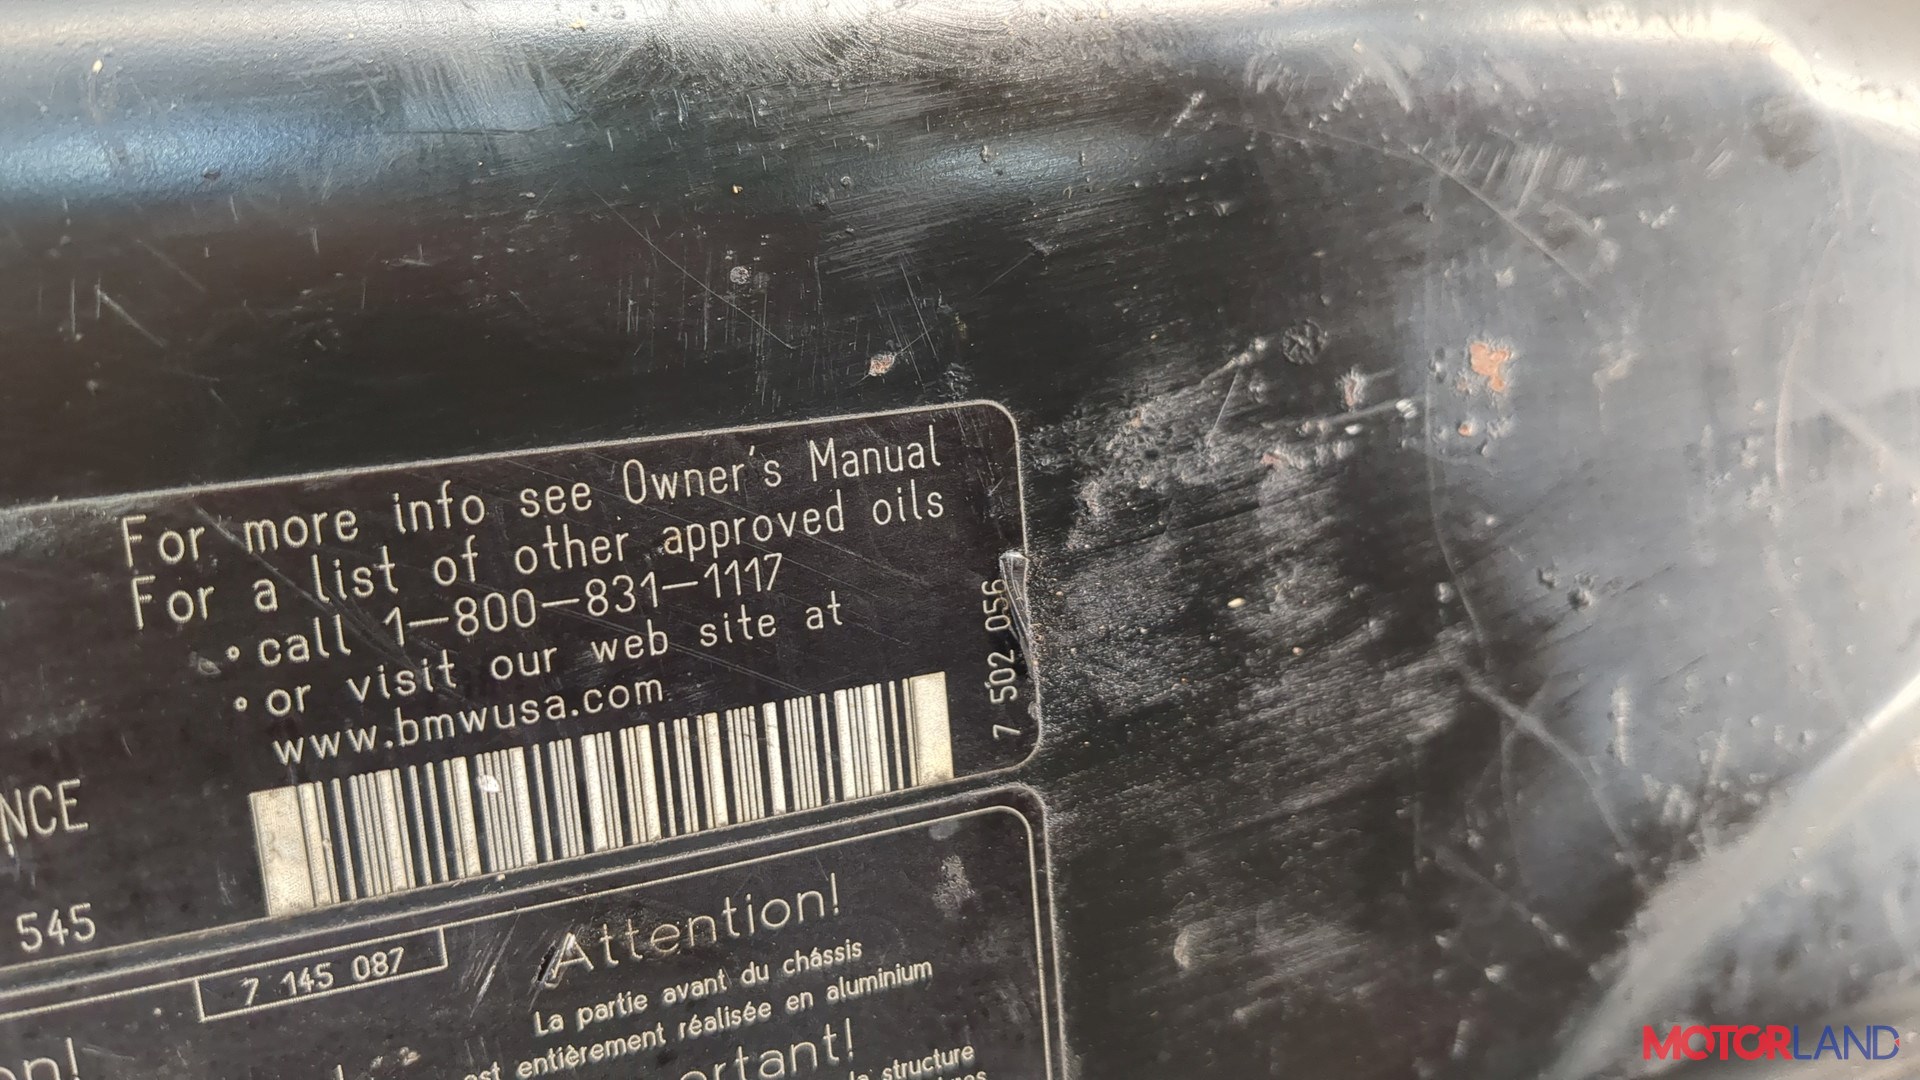 For more info see Owner's Manual
For a list of other approved oils
• call 1-800-831-1117
• or visit our web site at
www.bmwusa.com
7 502 056
NCE
545
7 145 087
Attention!
La partie avant du châssis
est entièrement réalisée en aluminium
structure
MOTORLAND